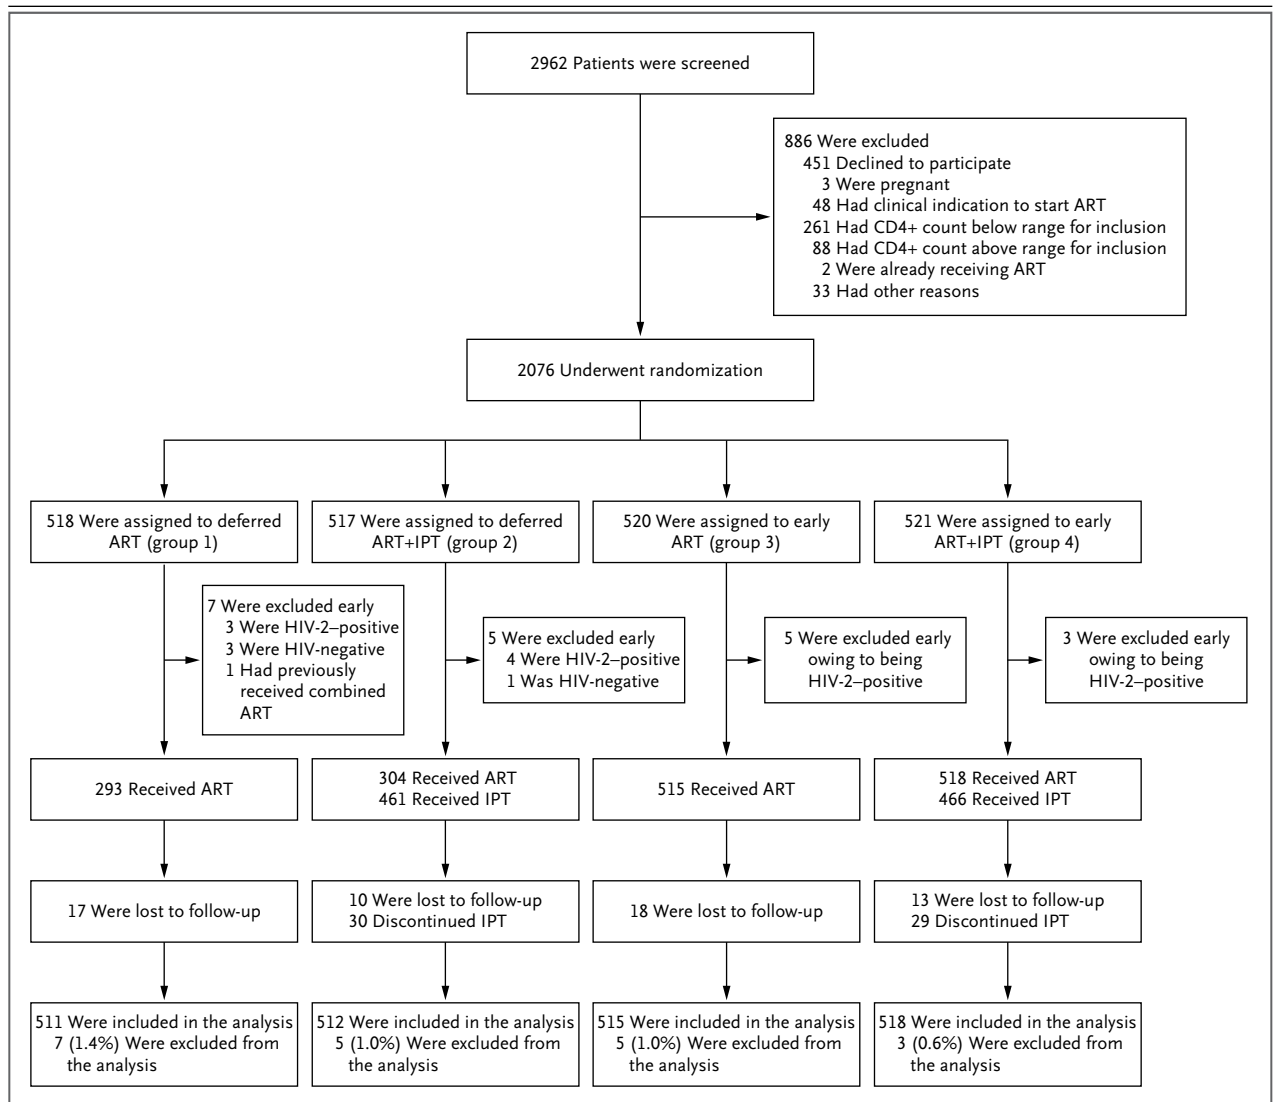 2962 Patients were screened
886 Were excluded
451 Declined to participate
3 Were pregnant
48 Had clinical indication to start ART
261 Had CD4+ count below range for inclusion
88 Had CD4+ count above range for inclusion
2 Were already receiving ART
33 Had other reasons
2076 Underwent randomization
518 Were assigned to deferred
ART (group 1)
517 Were assigned to deferred
ART+IPT (group 2)
520 Were assigned to early
ART (group 3)
521 Were assigned to early
ART+IPT (group 4)
7 Were excluded early
3 Were HIV-2–positive
3 Were HIV-negative
1 Had previously
received combined
ART
5 Were excluded early
4 Were HIV-2–positive
1 Was HIV-negative
5 Were excluded early
owing to being
HIV-2–positive
3 Were excluded early
owing to being
HIV-2–positive
293 Received ART
304 Received ART
461 Received IPT
515 Received ART
518 Received ART
466 Received IPT
17 Were lost to follow-up
10 Were lost to follow-up
30 Discontinued IPT
18 Were lost to follow-up
13 Were lost to follow-up
29 Discontinued IPT
511 Were included in the analysis
7 (1.4%) Were excluded from
the analysis
512 Were included in the analysis
5 (1.0%) Were excluded from
the analysis
515 Were included in the analysis
5 (1.0%) Were excluded from
the analysis
518 Were included in the analysis
3 (0.6%) Were excluded from
the analysis